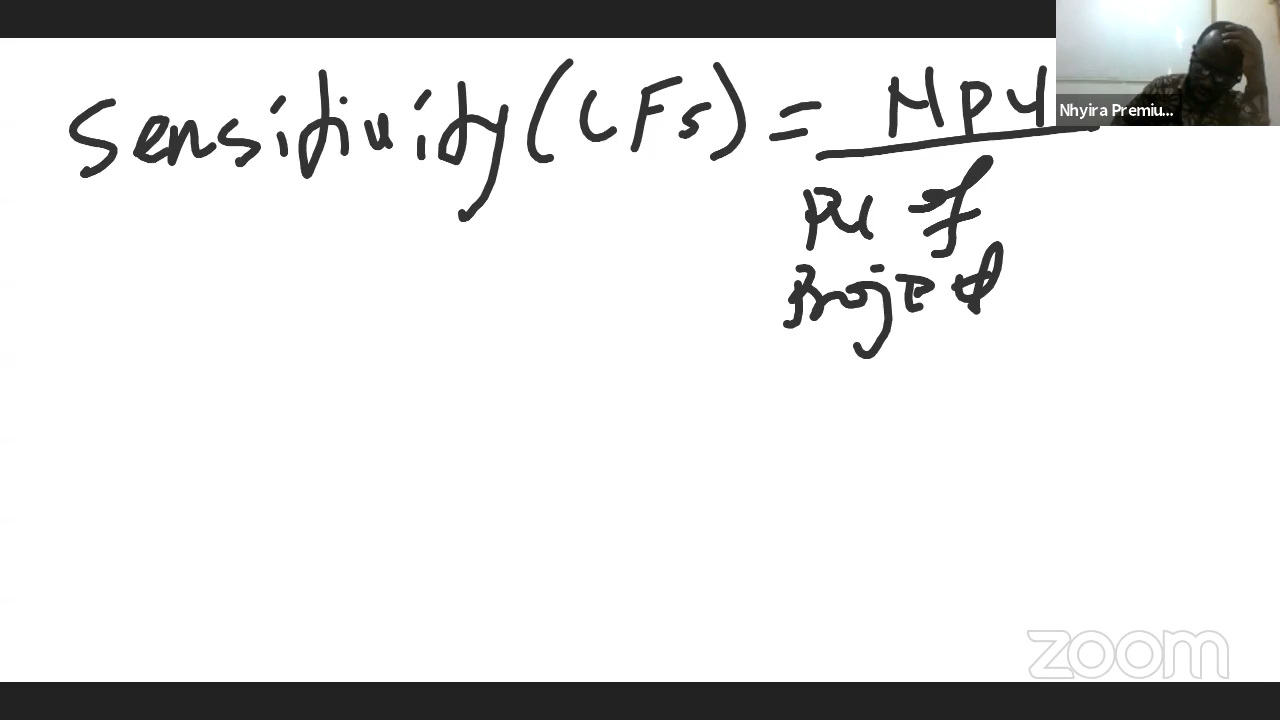 Sensitivity (CFs) = NPV
PV of
Project
Nhyira Premiu...
zoom